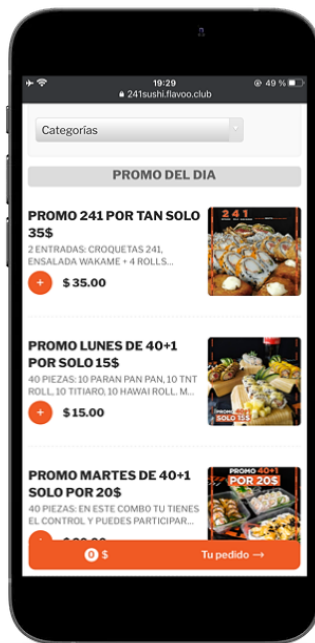 19:29
49 %
241sushi.flavoo.club
Categorías
PROMO DEL DIA
PROMO 241 POR TAN SOLO
35$
2 ENTRADAS: CROQUETAS 241,
ENSALADA WAKAME + 4 ROLLS...
+ $ 35.00
241
PROMO LUNES DE 40+1
POR SOLO 15$
40 PIEZAS: 10 PARAN PAN PAN, 10 TNT
ROLL, 10 TITIARO, 10 HAWAI ROLL. M...
+ $ 15.00
PROMO
SOLO 15$
PROMO MARTES DE 40+1
SOLO POR 20$
40 PIEZAS: EN ESTE COMBO TU TIENES
EL CONTROL Y PUEDES PARTICIPAR...
PROMO 40+1
POR 20$
0 $
Tu pedido →